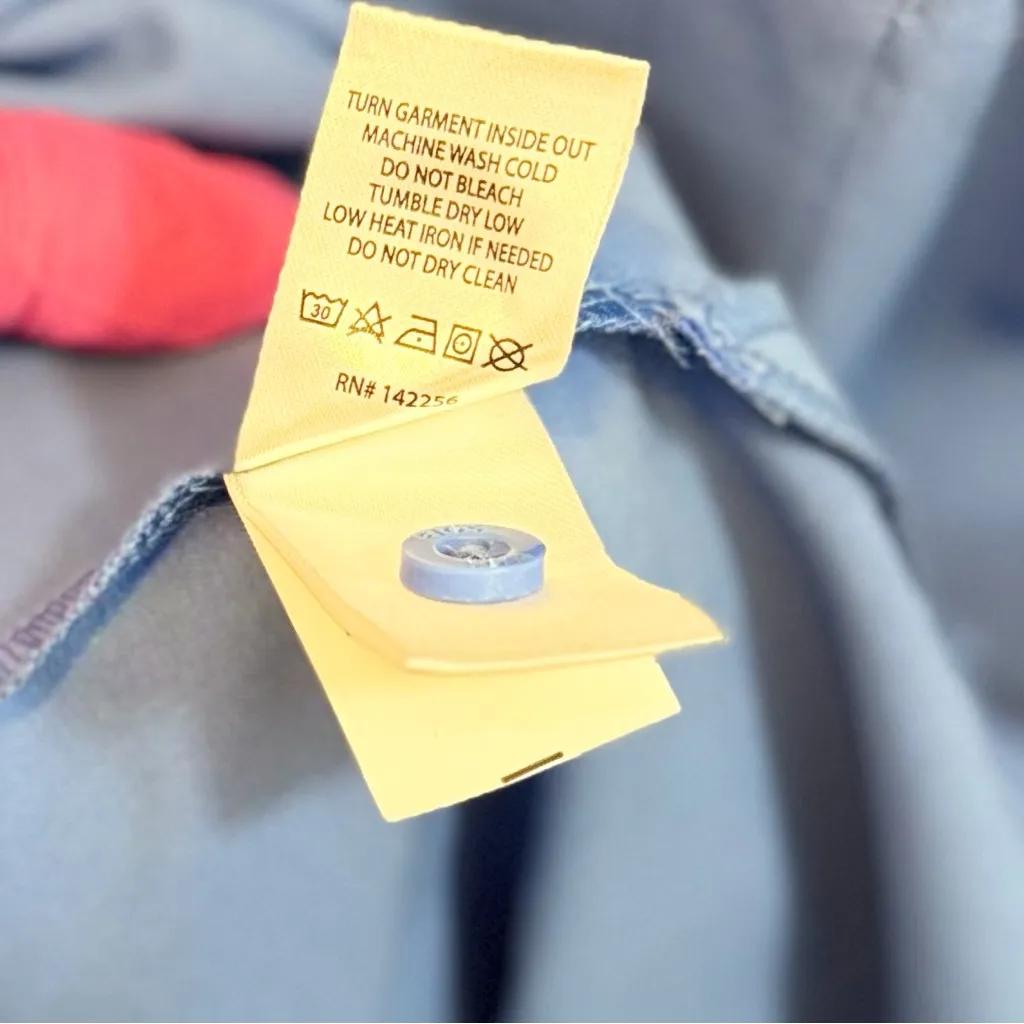 TURN GARMENT INSIDE OUT
MACHINE WASH COLD
DO NOT BLEACH
TUMBLE DRY LOW
LOW HEAT IRON IF NEEDED
DO NOT DRY CLEAN
30
RN# 142256